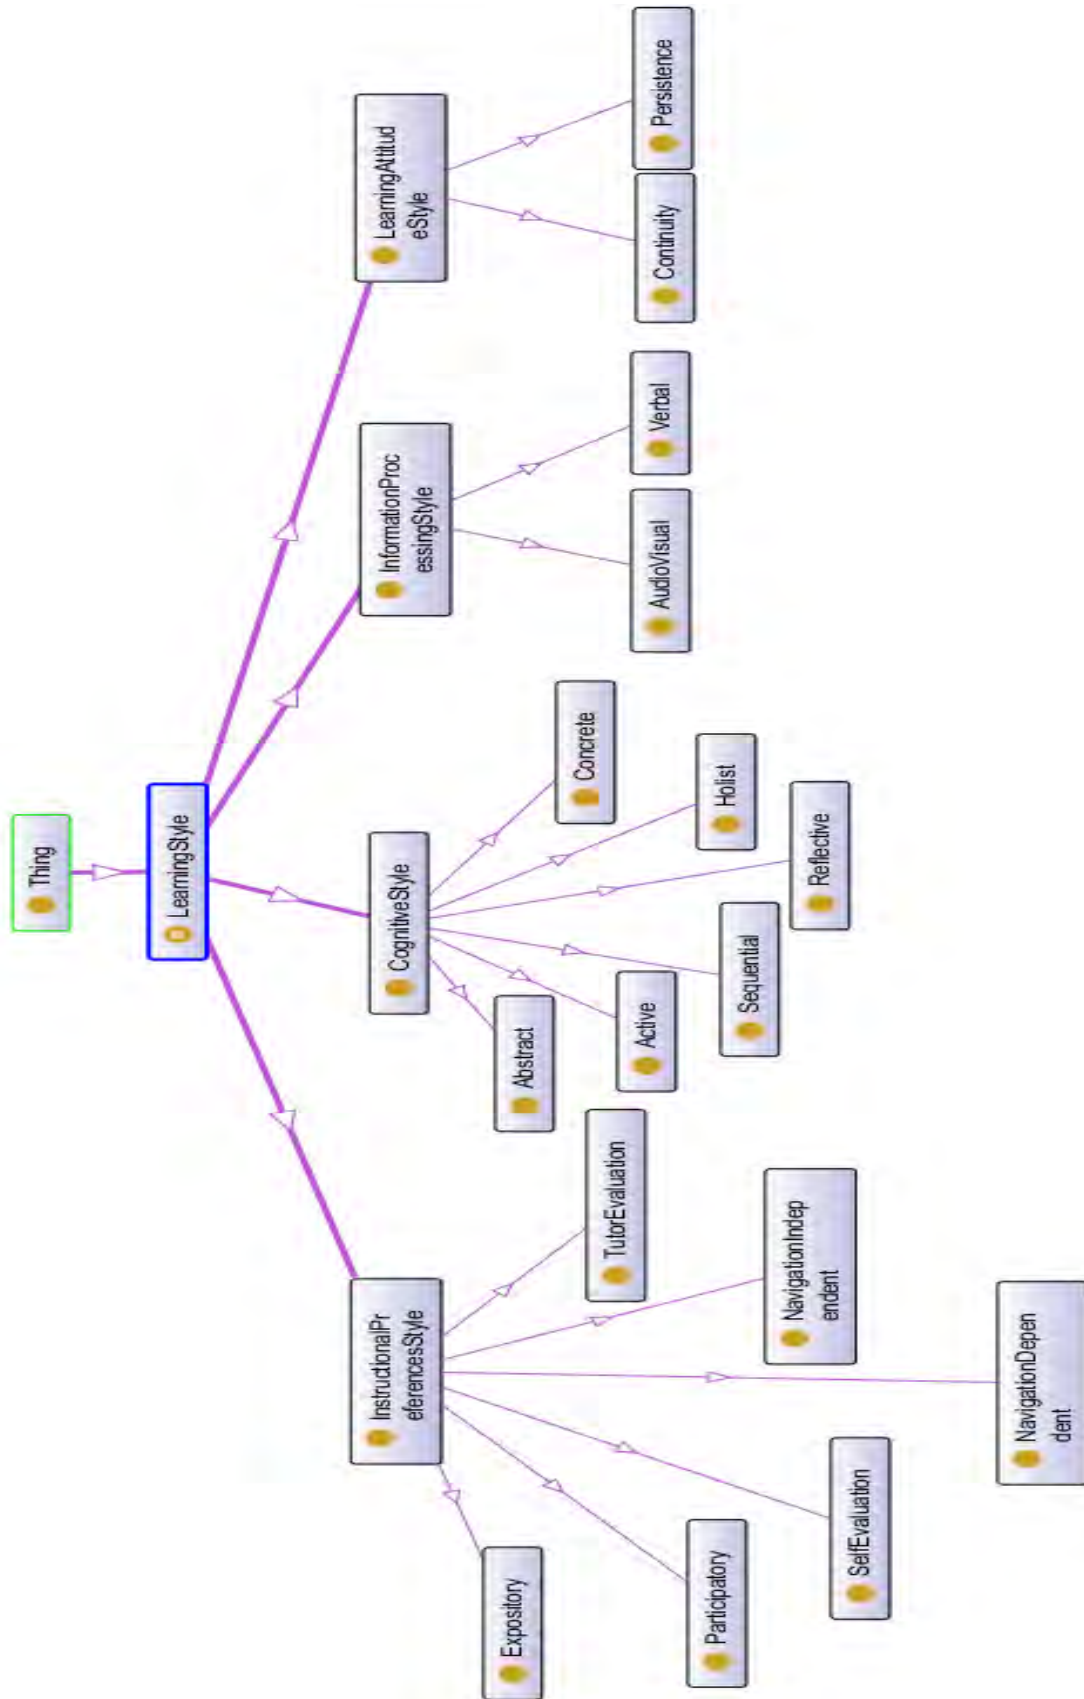 Thing
LearningStyle
InstructionalPr
eferencesStyle
CognitiveStyle
InformationProc
essingStyle
LearningAttitud
eStyle
Expository
Participatory
SelfEvaluation
NavigationDepen
dent
NavigationIndep
endent
TutorEvaluation
Abstract
Active
Sequential
Reflective
Holist
Concrete
AudioVisual
Verbal
Continuity
Persistence